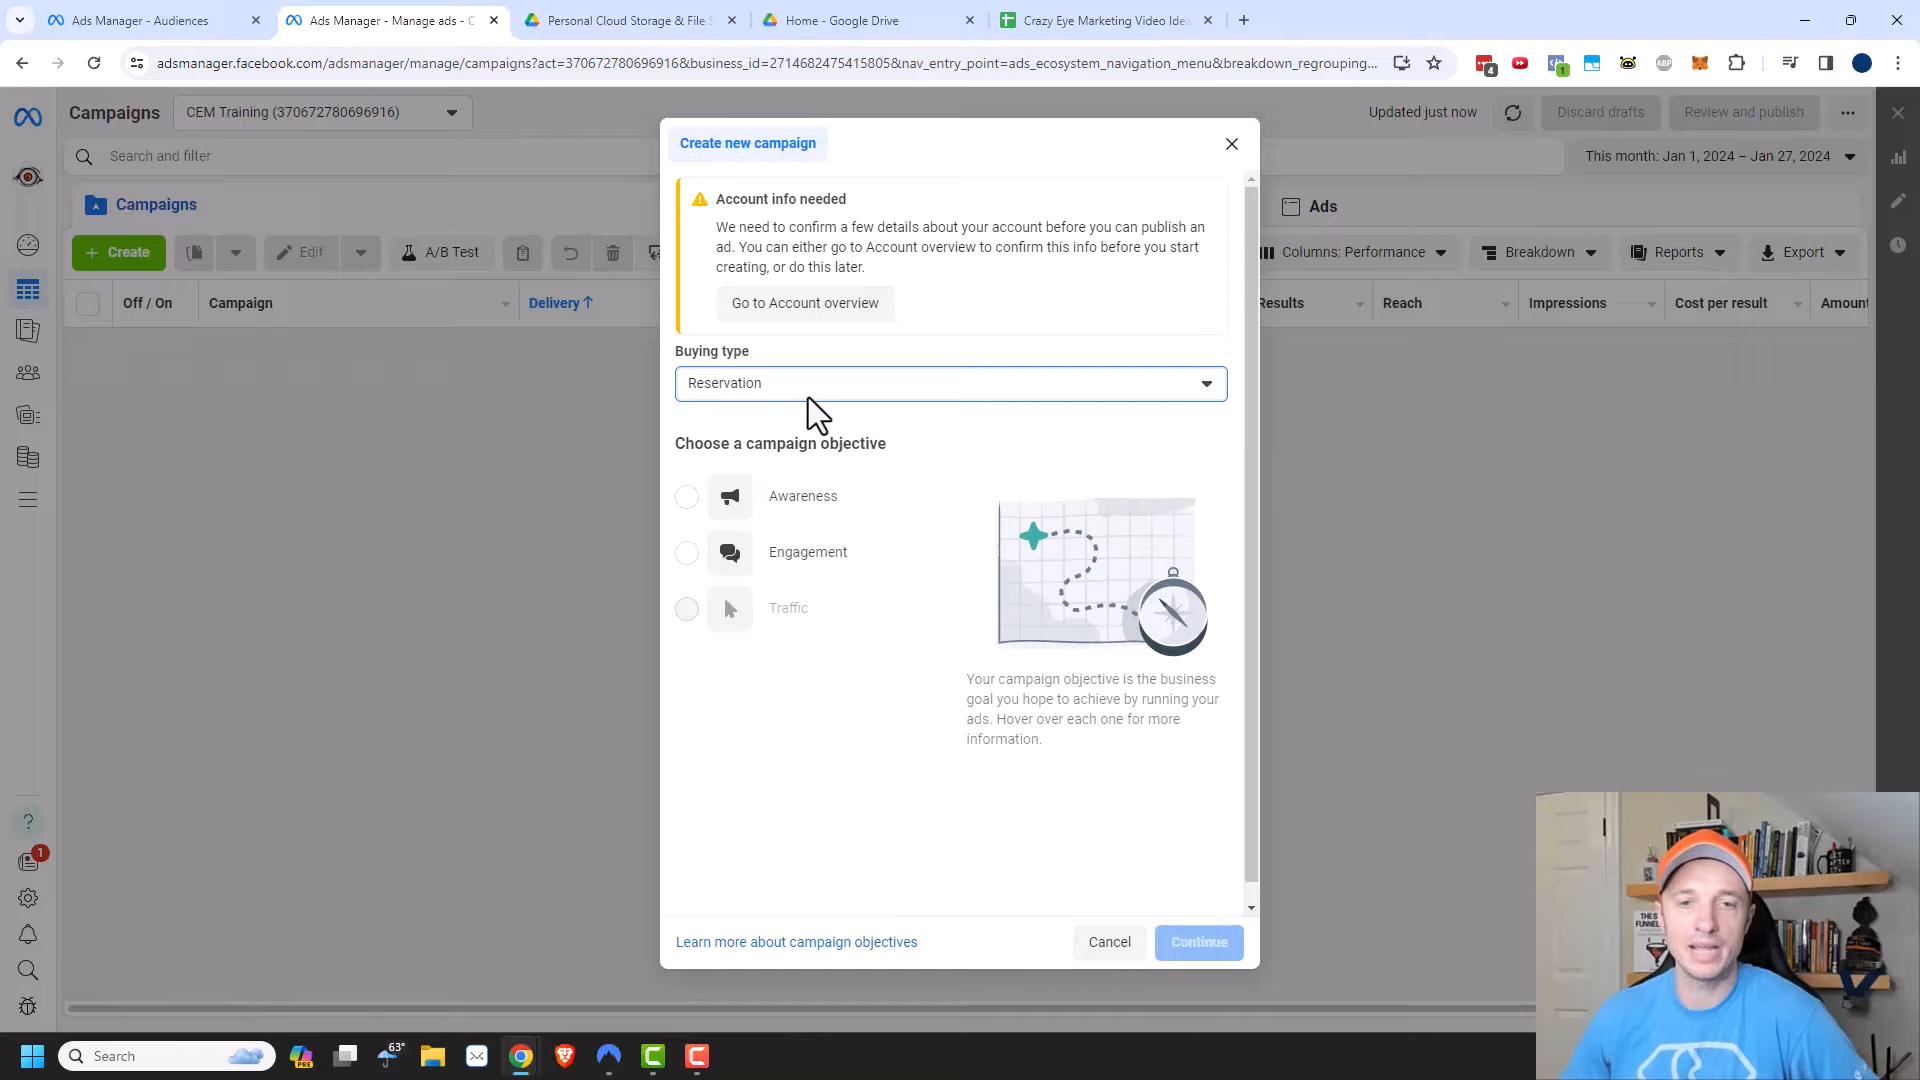 Ads Manager - Audiences
Ads Manager - Manage ads - C
Personal Cloud Storage & File S
Home - Google Drive
Crazy Eye Marketing Video Idea
adsmanager.facebook.com/adsmanager/manage/campaigns?act=370672780696916&business_id=2714682475415805&nav_entry_point=ads_ecosystem_navigation_menu&breakdown_regrouping...
4
1
ABP
Campaigns
CEM Training (370672780696916)
Updated just now
Discard drafts
Review and publish
Search and filter
This month: Jan 1, 2024 – Jan 27, 2024
Campaigns
Ads
Create
Edit
A/B Test
Columns: Performance
Breakdown
Reports
Export
Off / On
Campaign
Delivery ↑
Results
Reach
Impressions
Cost per result
Amount
Create new campaign
Account info needed
We need to confirm a few details about your account before you can publish an
ad. You can either go to Account overview to confirm this info before you start
creating, or do this later.
Go to Account overview
Buying type
Reservation
Choose a campaign objective
Awareness
Engagement
Traffic
Your campaign objective is the business
goal you hope to achieve by running your
ads. Hover over each one for more
information.
Learn more about campaign objectives
Cancel
Continue
1
THE S
FUNNEL
Search
PRE
63°